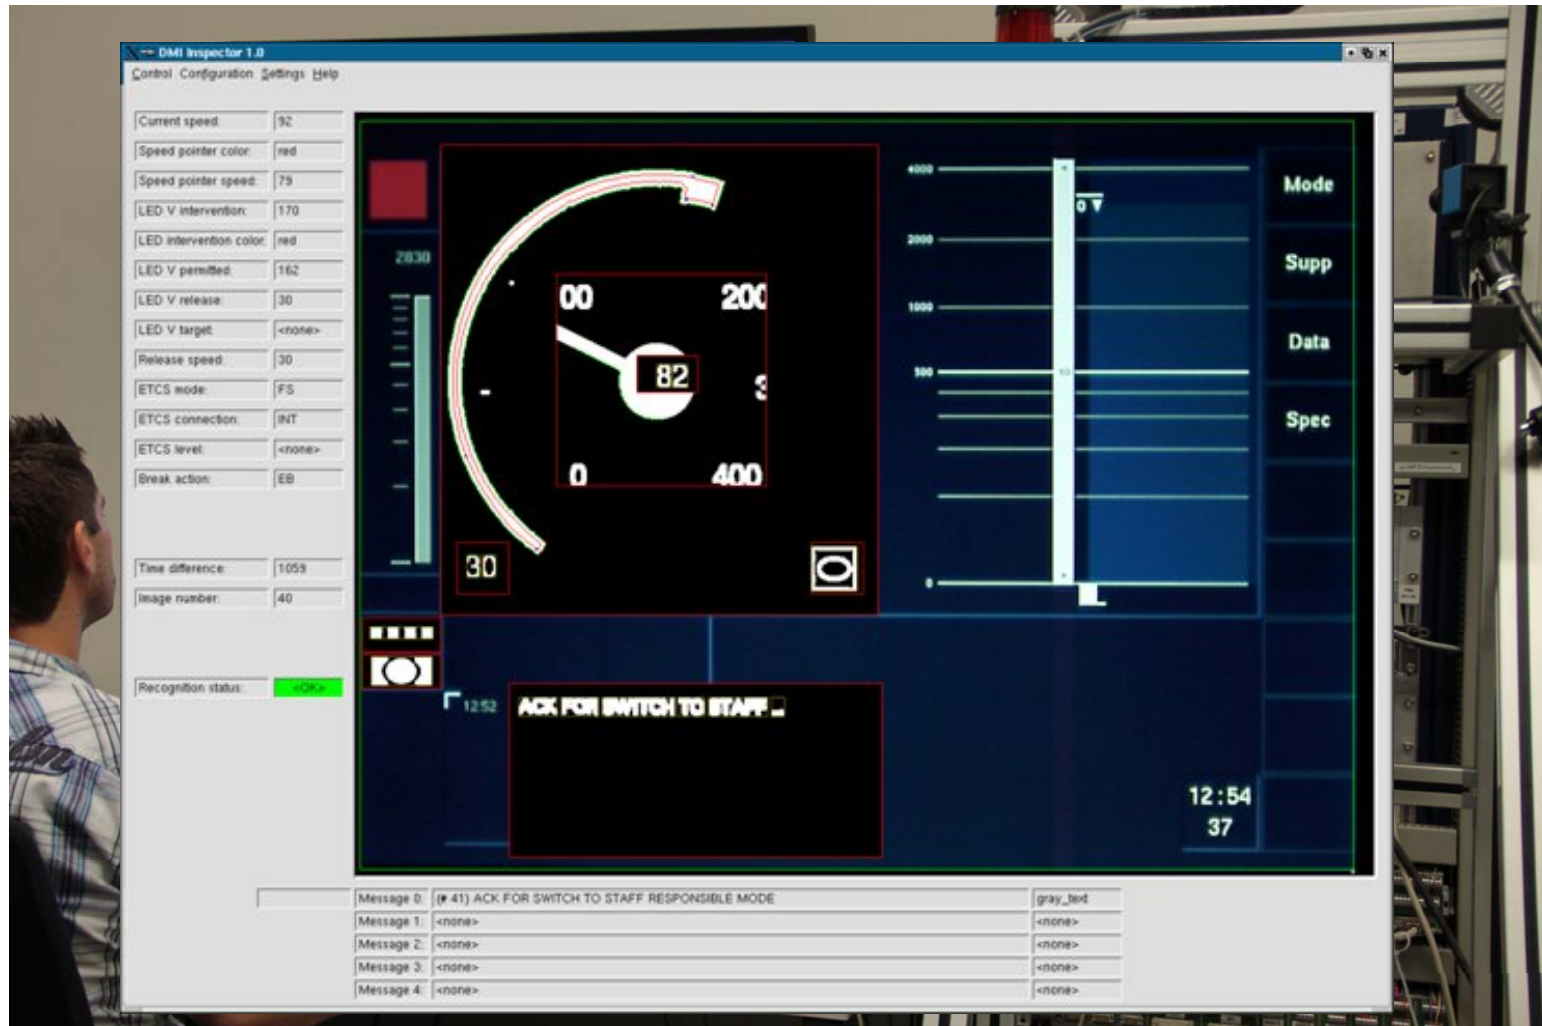 DMI Inspector 1.0
Control Configuration Settings Help
Current speed: 92
Speed pointer color: red
Speed pointer speed: 79
LED V intervention: 170
LED intervention color: red
LED V permitted: 162
LED V release: 30
LED V target: <none>
Release speed: 30
ETCS mode: FS
ETCS connection: INT
ETCS level: <none>
Break action: EB
Time difference: 1059
Image number: 40
Recognition status: <OK>
2830
00 200
82
0 400
30
4000
0
2000
1000
500
0
Mode
Supp
Data
Spec
12:52 ACK FOR SWITCH TO STAFF _
12:54
37
Message 0: (# 41) ACK FOR SWITCH TO STAFF RESPONSIBLE MODE gray_text
Message 1: <none> <none>
Message 2: <none> <none>
Message 3: <none> <none>
Message 4: <none> <none>